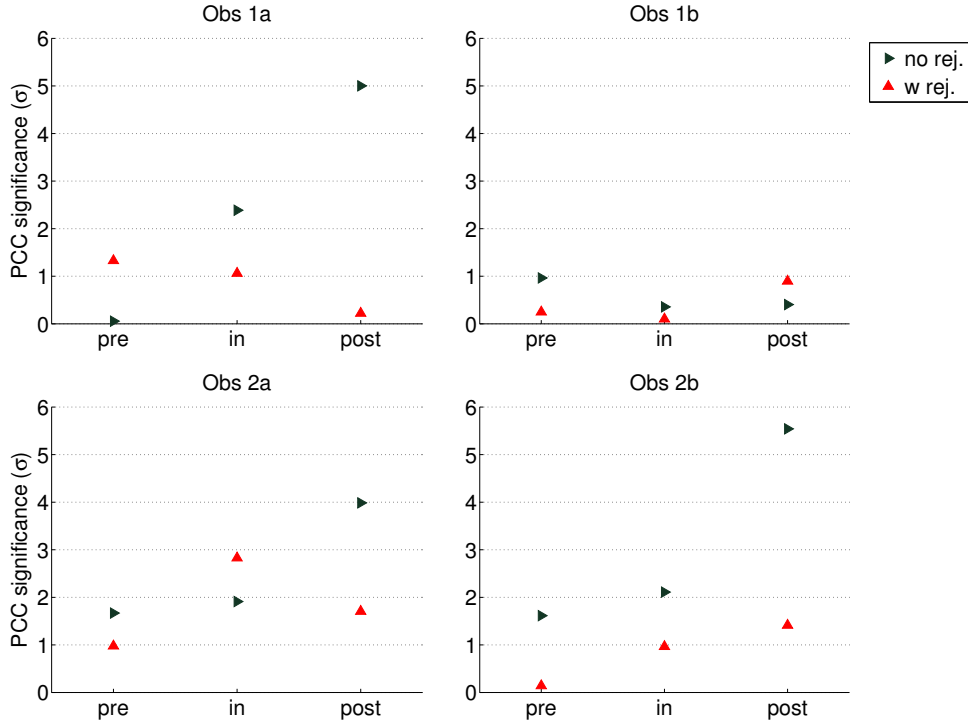 Obs 1a
Obs 1b
6
5
4
3
2
1
0
PCC significance (σ)
pre
in
post
6
5
4
3
2
1
0
pre
in
post
no rej.
w rej.
Obs 2a
Obs 2b
6
5
4
3
2
1
0
PCC significance (σ)
pre
in
post
6
5
4
3
2
1
0
pre
in
post